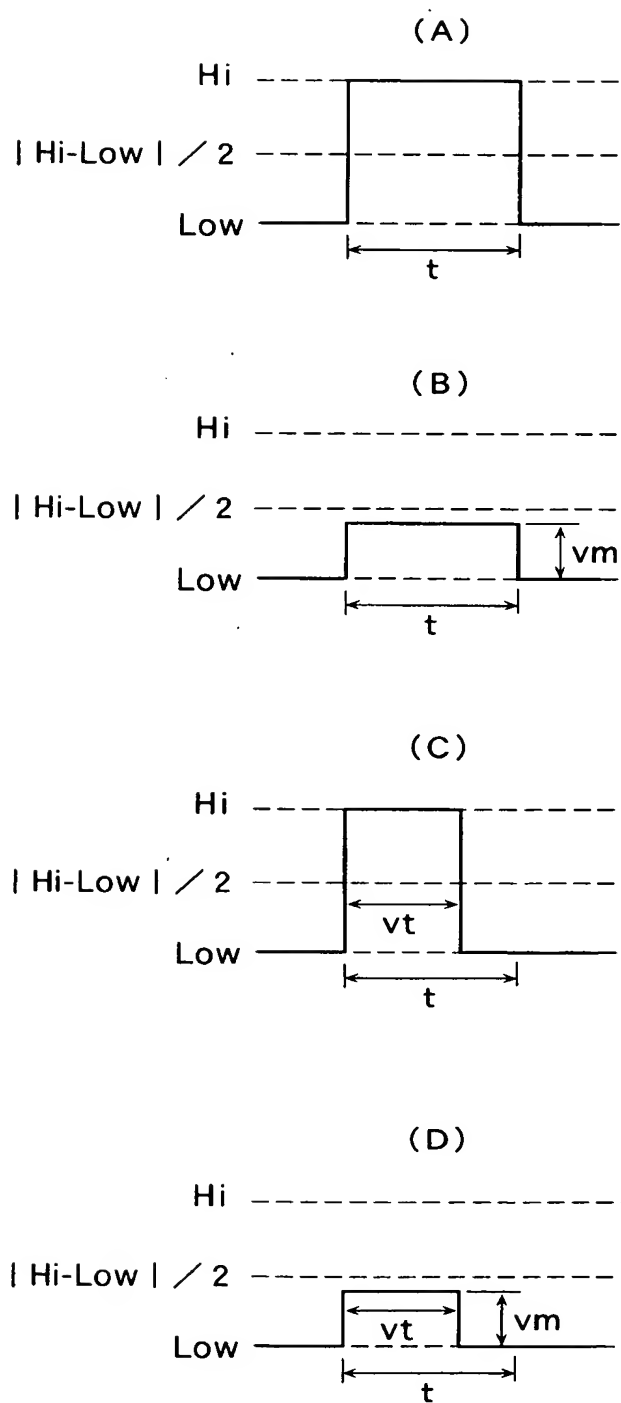 (A)
Hi
| Hi-Low | / 2
Low
t
(B)
Hi
| Hi-Low | / 2
vm
Low
t
(C)
Hi
| Hi-Low | / 2
vt
Low
t
(D)
Hi
| Hi-Low | / 2
vt
vm
Low
t